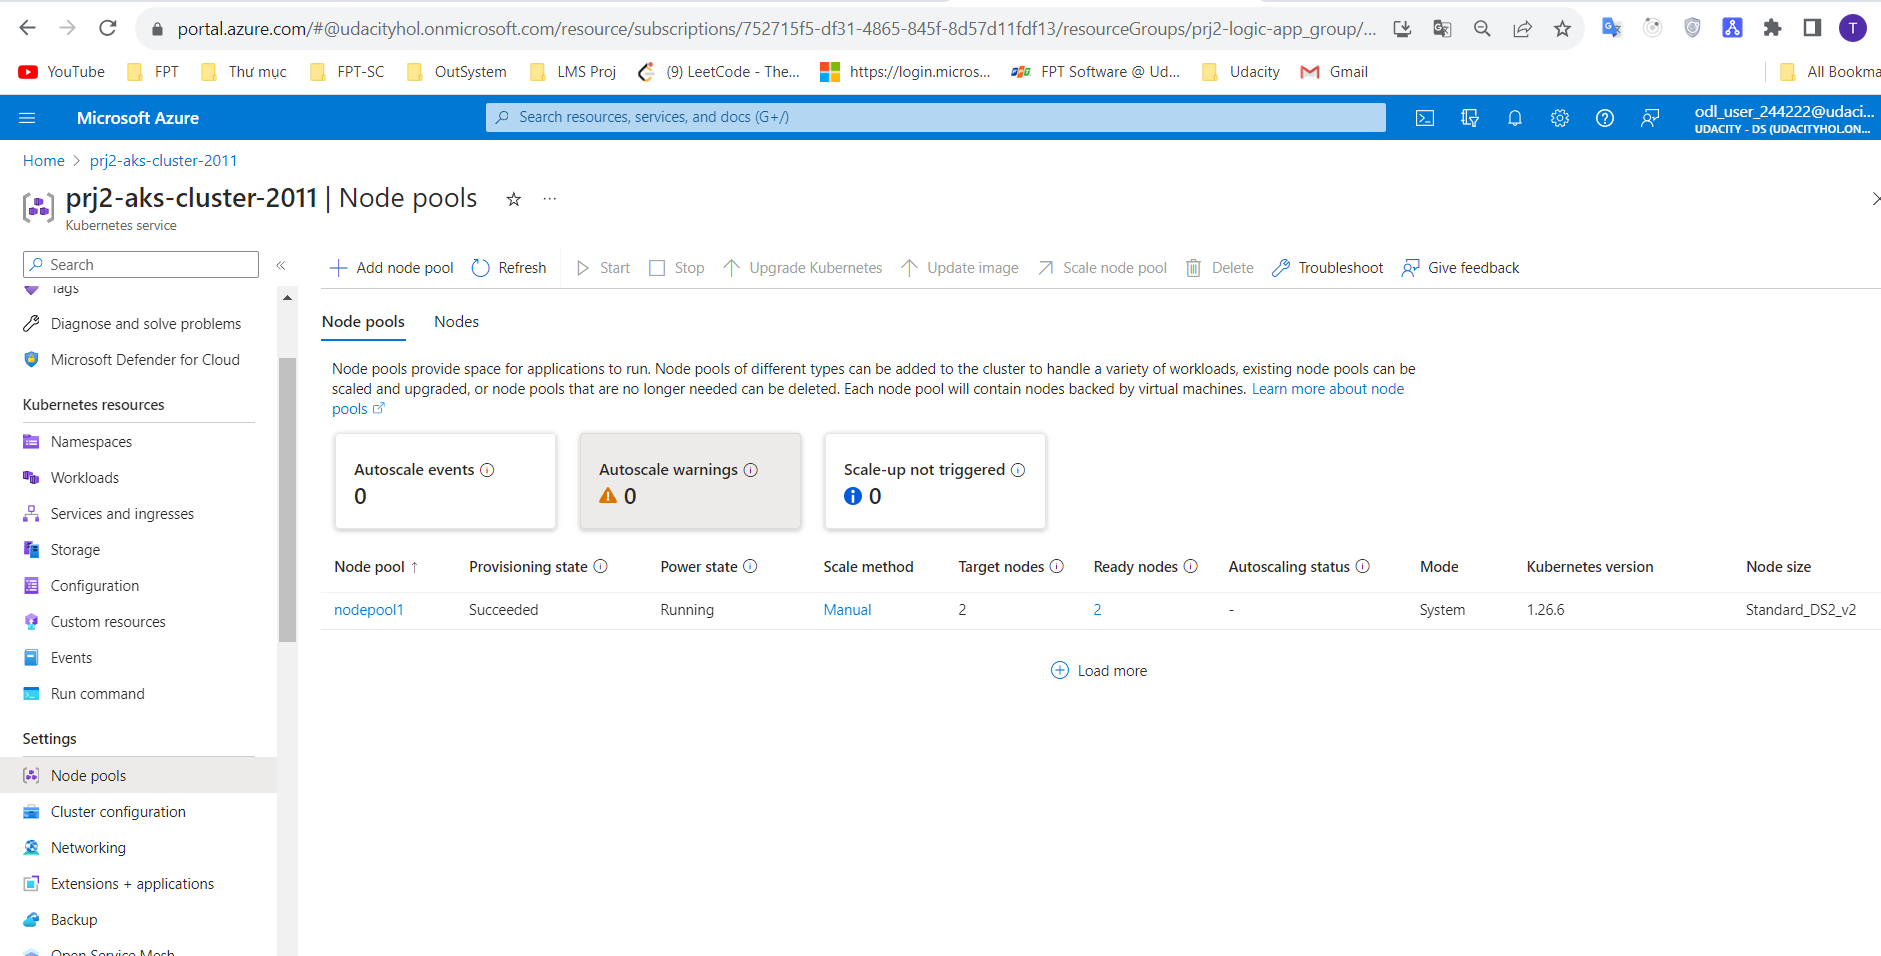 portal.azure.com/#@udacityhol.onmicrosoft.com/resource/subscriptions/752715f5-df31-4865-845f-8d57d11fdf13/resourceGroups/prj2-logic-app_group/... T
YouTube FPT Thư mục FPT-SC OutSystem LMS Proj (9) LeetCode - The... https://login.micros... FPT Software @ Ud... Udacity Gmail All Bookma
Microsoft Azure Search resources, services, and docs (G+/) odl_user_244222@udaci...
UDACITY - DS (UDACITYHOL.ON...
Home > prj2-aks-cluster-2011
prj2-aks-cluster-2011 | Node pools ...
Kubernetes service
Search «
Tags
Diagnose and solve problems
Microsoft Defender for Cloud
Kubernetes resources
Namespaces
Workloads
Services and ingresses
Storage
Configuration
Custom resources
Events
Run command
Settings
Node pools
Cluster configuration
Networking
Extensions + applications
Backup
Open Service Mesh
Add node pool Refresh Start Stop Upgrade Kubernetes Update image Scale node pool Delete Troubleshoot Give feedback
Node pools Nodes
Node pools provide space for applications to run. Node pools of different types can be added to the cluster to handle a variety of workloads, existing node pools can be
scaled and upgraded, or node pools that are no longer needed can be deleted. Each node pool will contain nodes backed by virtual machines. Learn more about node
pools
Autoscale events Autoscale warnings Scale-up not triggered
0 0 0
Node pool ↑ Provisioning state Power state Scale method Target nodes Ready nodes Autoscaling status Mode Kubernetes version Node size
nodepool1 Succeeded Running Manual 2 2 - System 1.26.6 Standard_DS2_v2
Load more